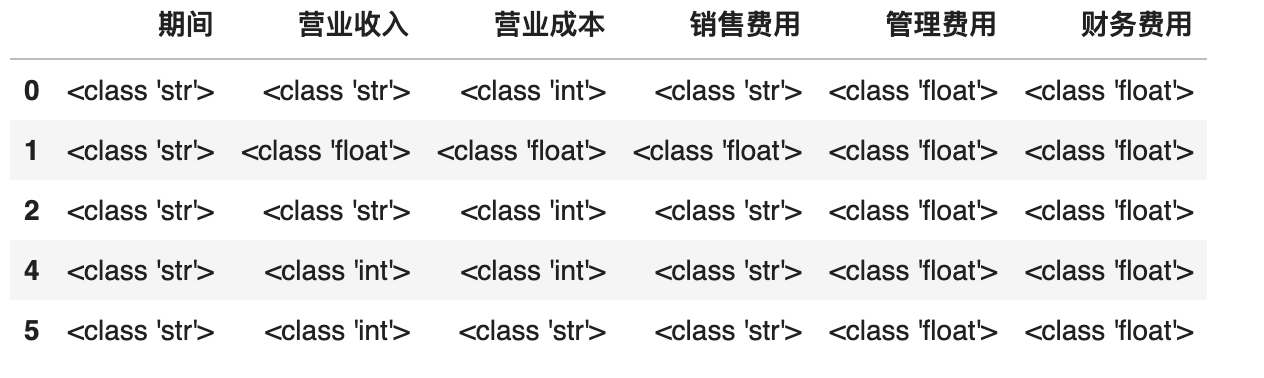 期间 营业收入 营业成本 销售费用 管理费用 财务费用
0 <class 'str'> <class 'str'> <class 'int'> <class 'str'> <class 'float'> <class 'float'>
1 <class 'str'> <class 'float'> <class 'float'> <class 'float'> <class 'float'> <class 'float'>
2 <class 'str'> <class 'str'> <class 'int'> <class 'str'> <class 'float'> <class 'float'>
4 <class 'str'> <class 'int'> <class 'int'> <class 'str'> <class 'float'> <class 'float'>
5 <class 'str'> <class 'int'> <class 'str'> <class 'str'> <class 'float'> <class 'float'>